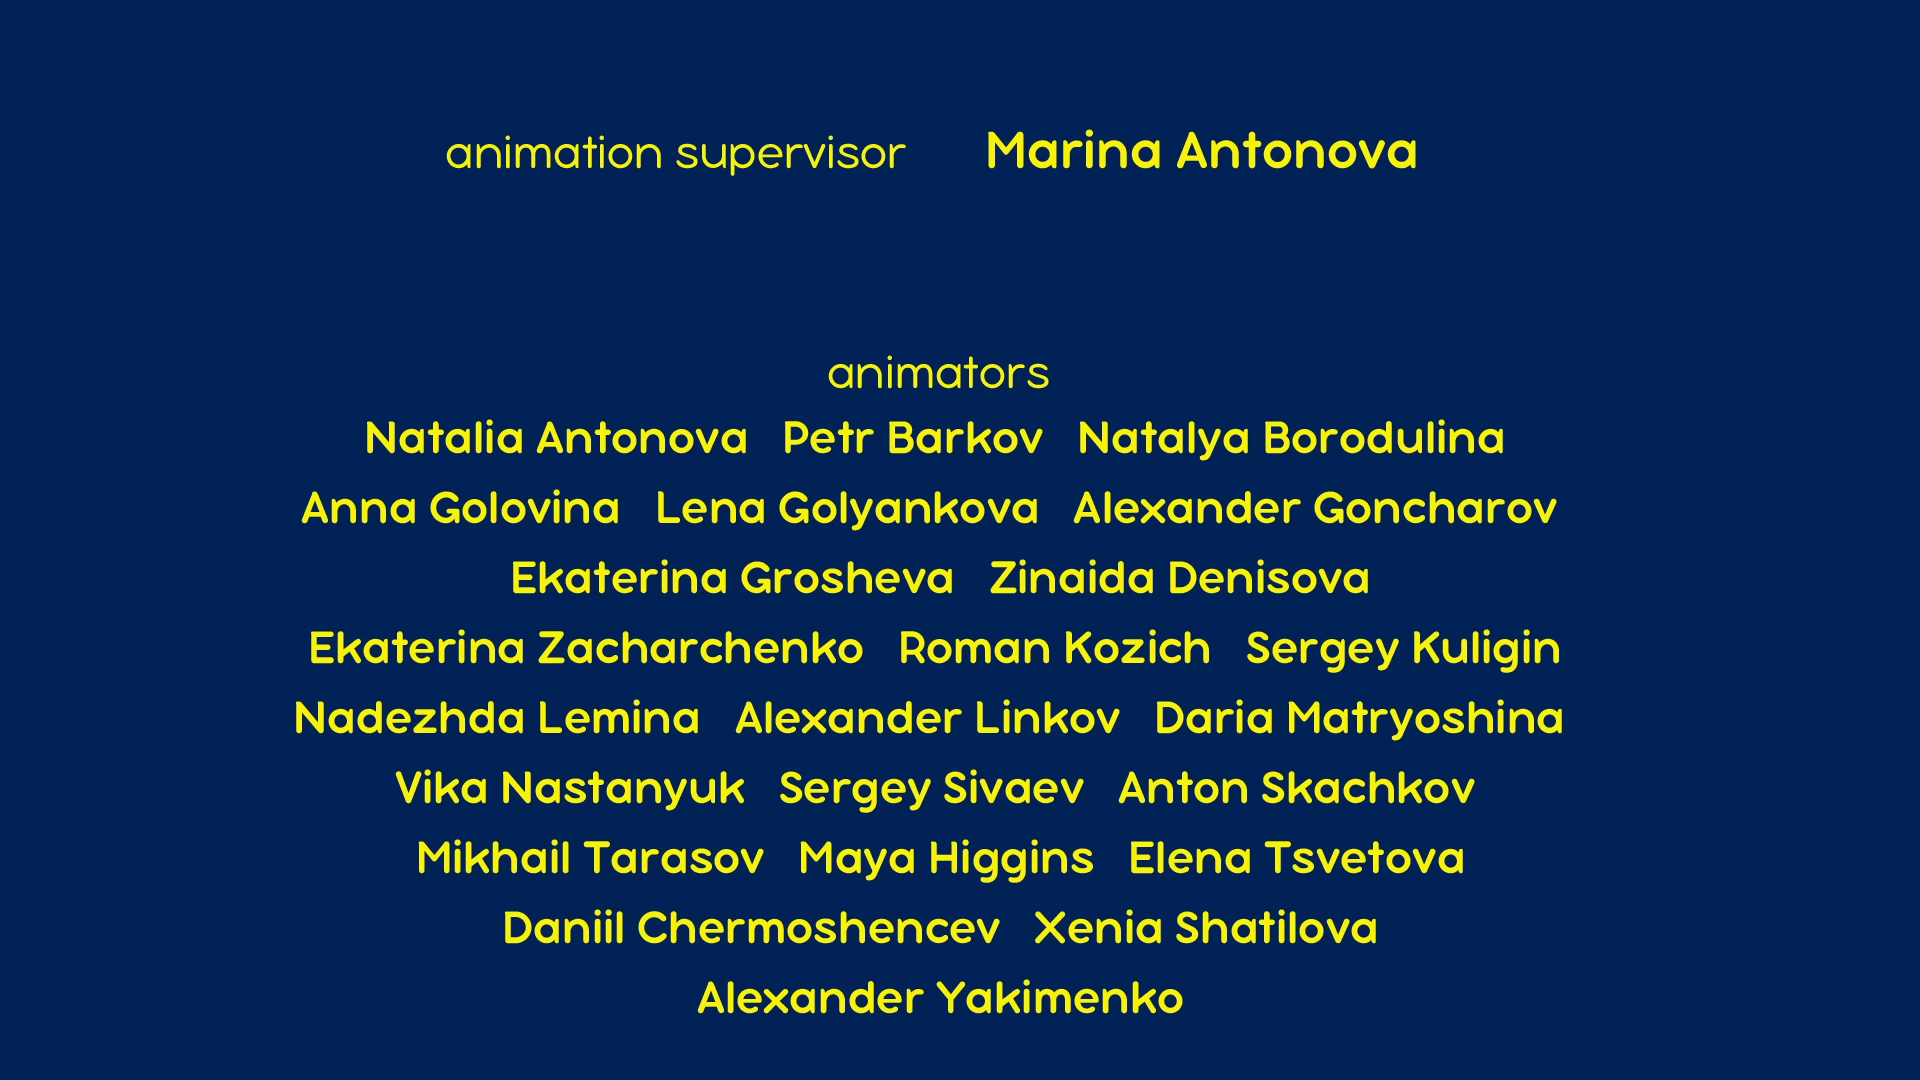 animation supervisor Marina Antonova
animators
Natalia Antonova Petr Barkov Natalya Borodulina
Anna Golovina Lena Golyankova Alexander Goncharov
Ekaterina Grosheva Zinaida Denisova
Ekaterina Zacharchenko Roman Kozich Sergey Kuligin
Nadezhda Lemina Alexander Linkov Daria Matryoshina
Vika Nastanyuk Sergey Sivaev Anton Skachkov
Mikhail Tarasov Maya Higgins Elena Tsvetova
Daniil Chermoshencev Xenia Shatilova
Alexander Yakimenko